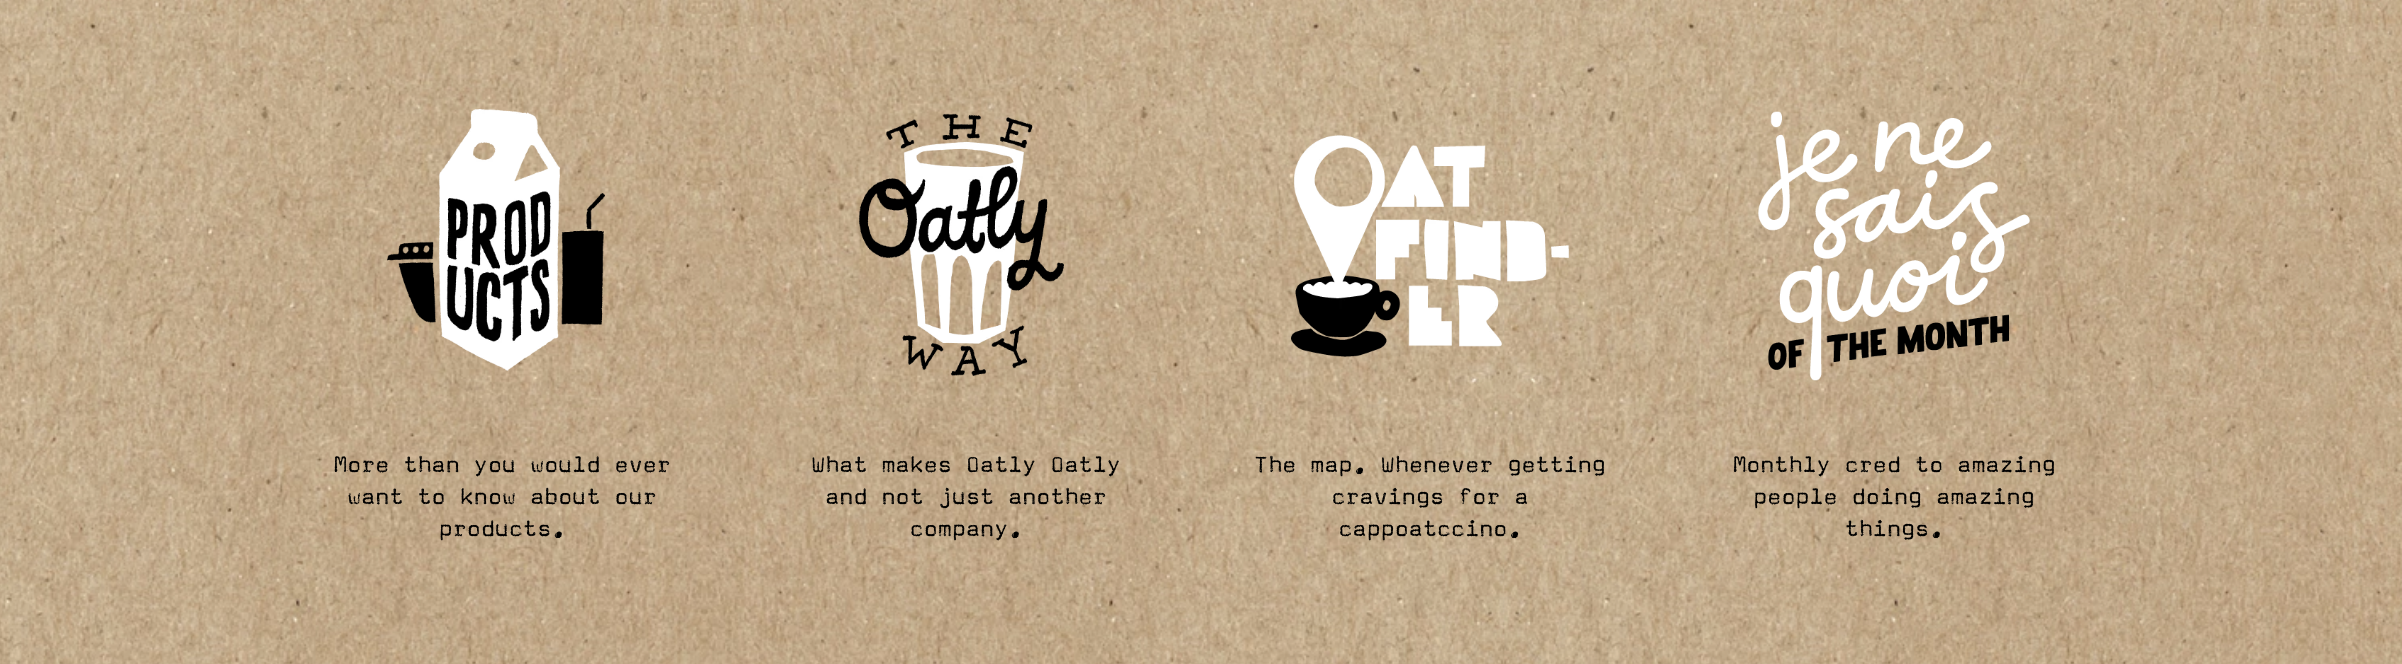 PROD
UCTS
More than you would ever
want to know about our
products.
THE
Oatly
WAY
What makes Oatly Oatly
and not just another
company.
OAT
FIND-
ER
The map. Whenever getting
cravings for a
cappoatccino.
je ne
sais
quoi
OF THE MONTH
Monthly cred to amazing
people doing amazing
things.